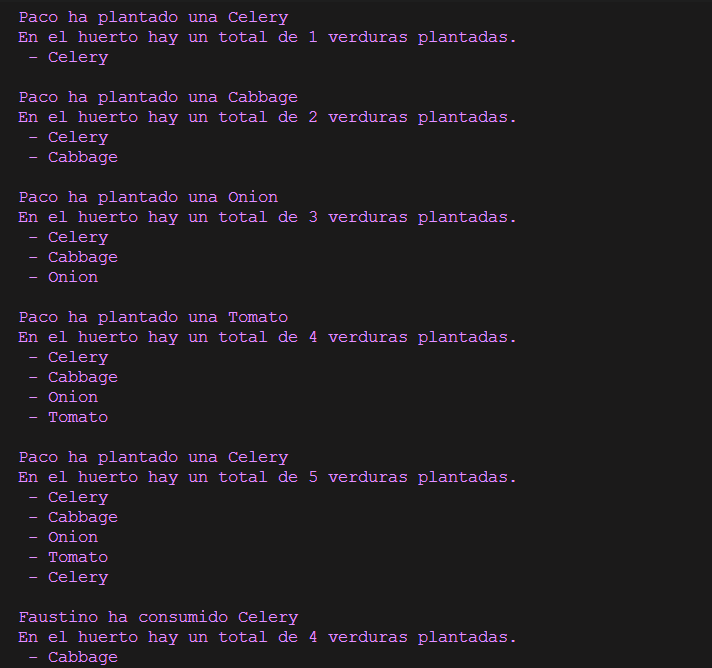 Paco ha plantado una Celery
En el huerto hay un total de 1 verduras plantadas.
- Celery
Paco ha plantado una Cabbage
En el huerto hay un total de 2 verduras plantadas.
- Celery
- Cabbage
Paco ha plantado una Onion
En el huerto hay un total de 3 verduras plantadas.
- Celery
- Cabbage
- Onion
Paco ha plantado una Tomato
En el huerto hay un total de 4 verduras plantadas.
- Celery
- Cabbage
- Onion
- Tomato
Paco ha plantado una Celery
En el huerto hay un total de 5 verduras plantadas.
- Celery
- Cabbage
- Onion
- Tomato
- Celery
Faustino ha consumido Celery
En el huerto hay un total de 4 verduras plantadas.
- Cabbage